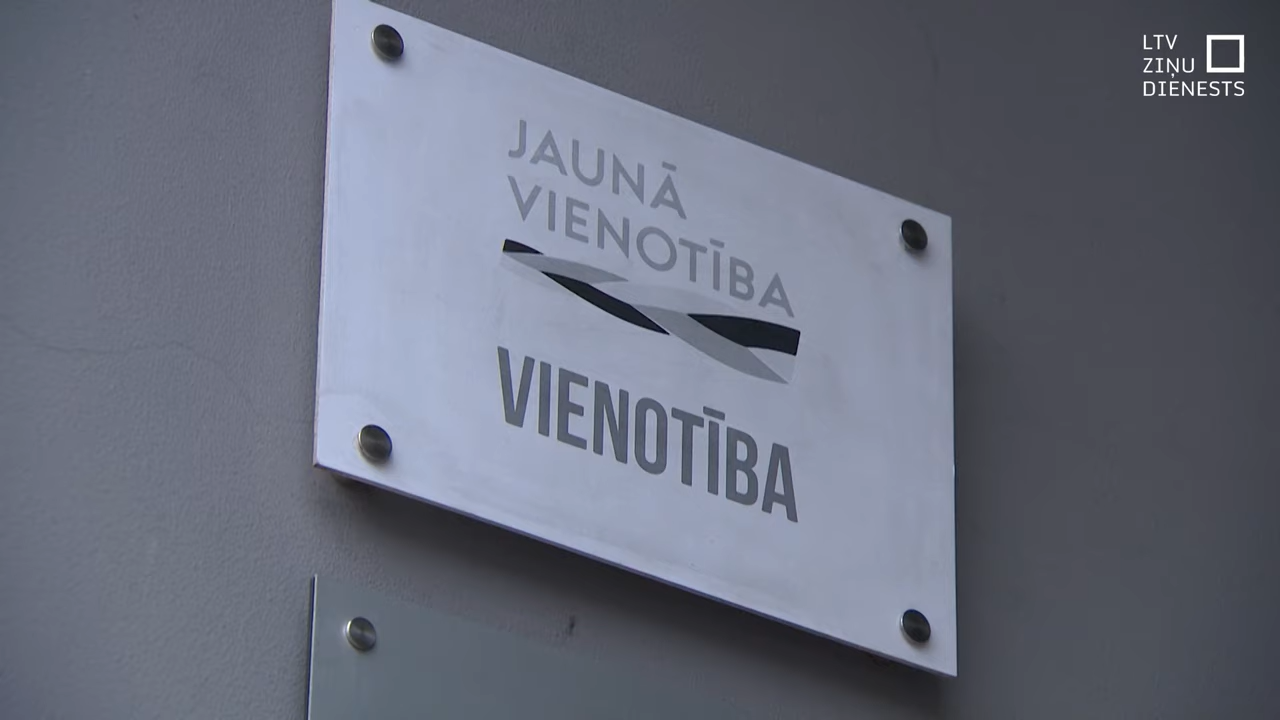 LTV
ZIŅU
DIENESTS
JAUNĀ
VIENOTĪBA
VIENOTĪBA